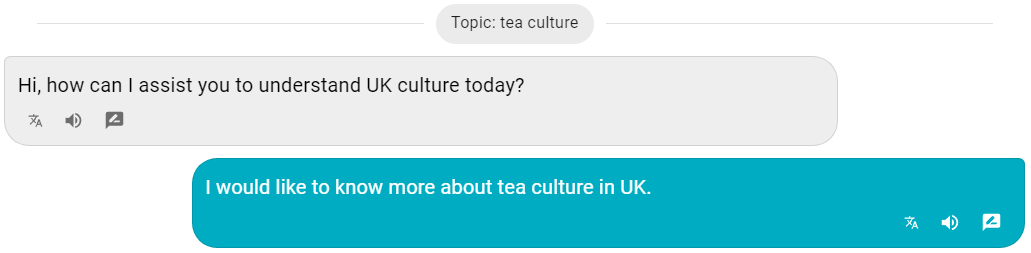 Topic: tea culture
Hi, how can I assist you to understand UK culture today?
I would like to know more about tea culture in UK.